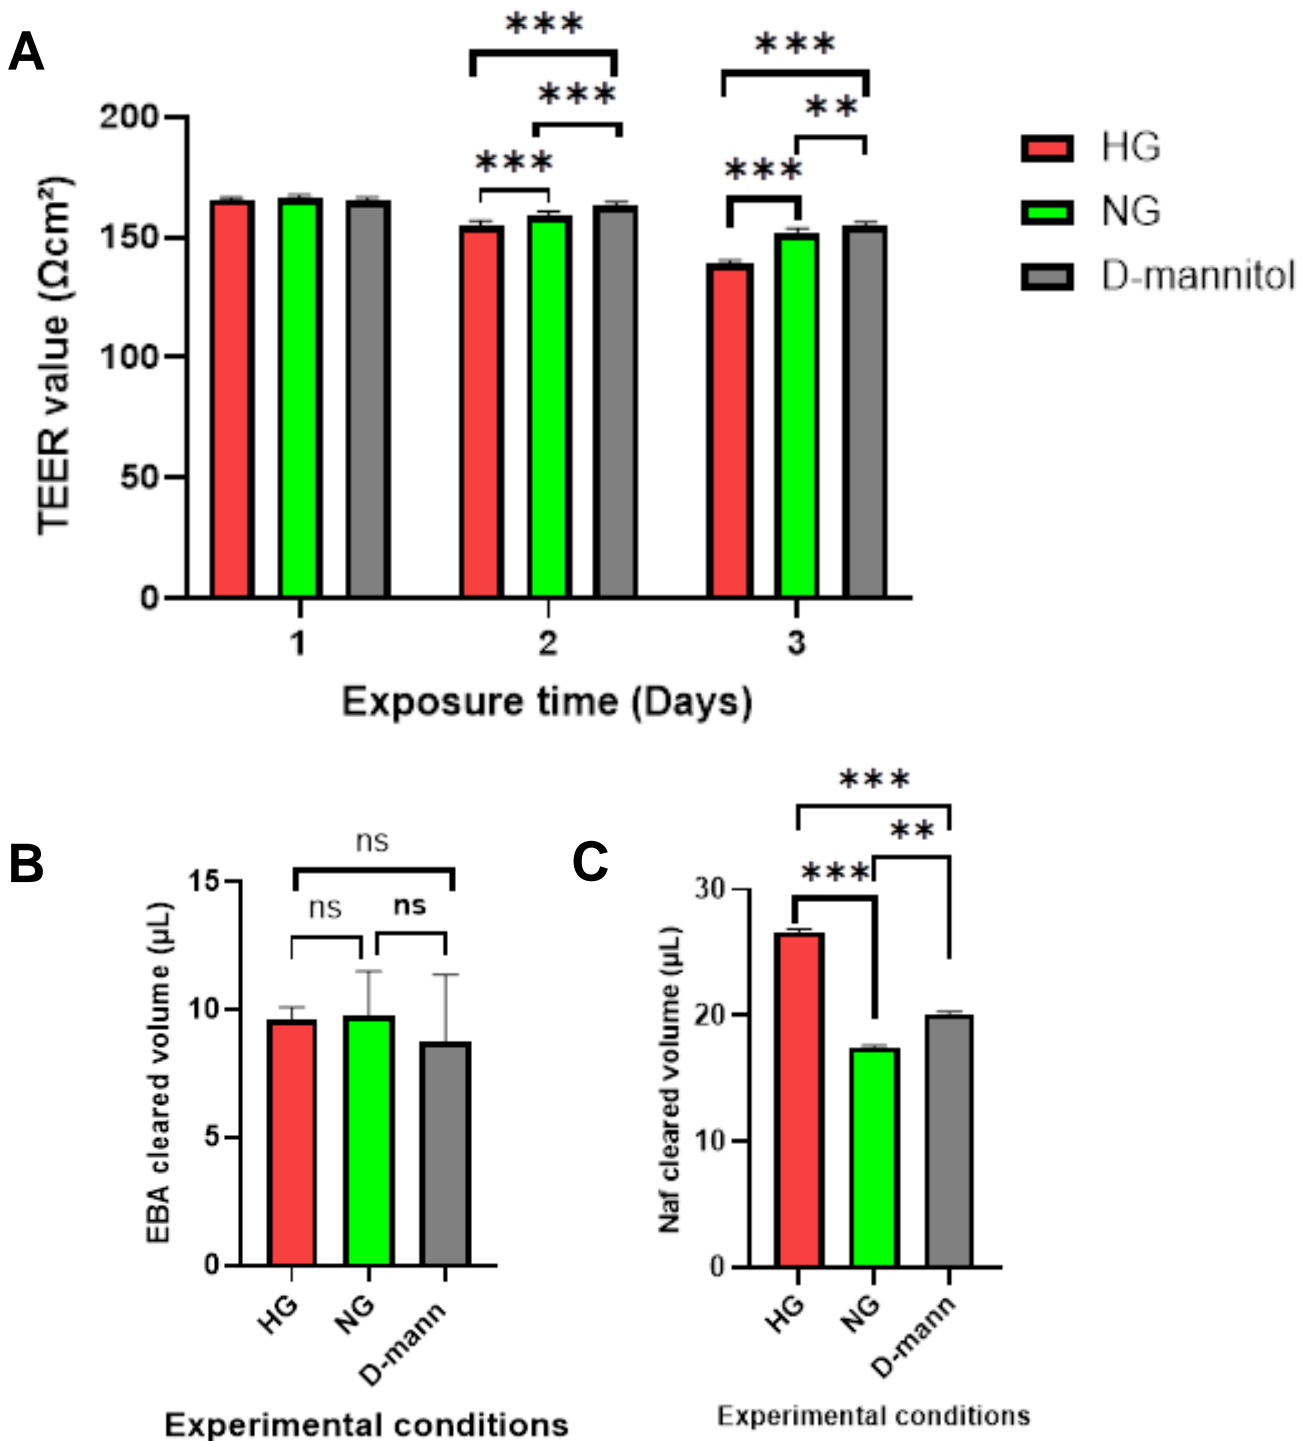 A
***
***
***
***
***
**
***
200
150
100
50
0
TEER value (Ωcm²)
1
2
3
Exposure time (Days)
HG
NG
D-mannitol
B
ns
ns
ns
15
10
5
0
EBA cleared volume (µL)
HG
NG
D-mann
Experimental conditions
C
***
**
***
30
20
10
0
Naf cleared volume (µL)
HG
NG
D-mann
Experimental conditions